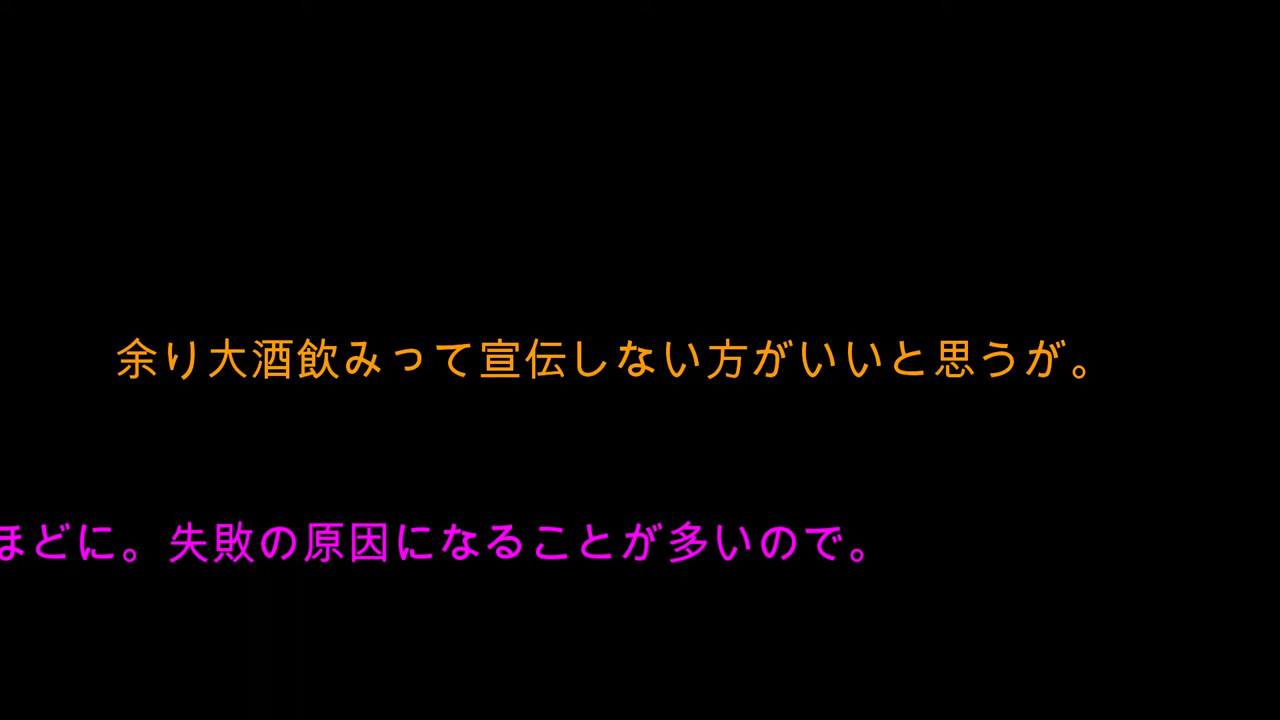 余り大酒飲みって宣伝しない方がいいと思うが。
ほどに。失敗の原因になることが多いので。